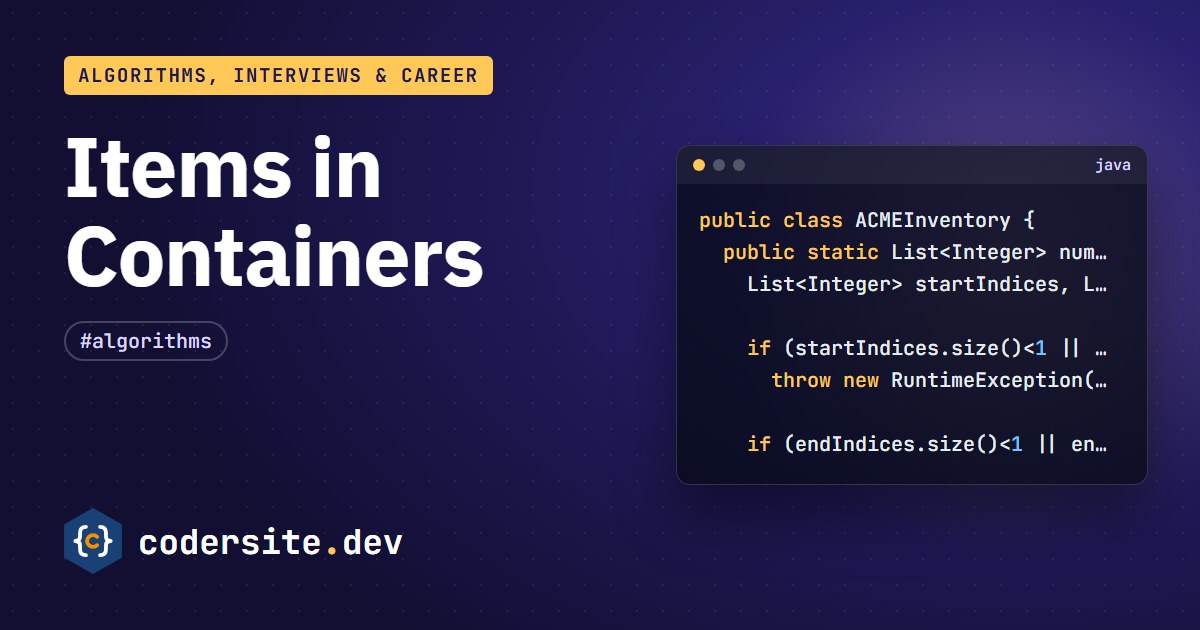 ALGORITHMS, INTERVIEWS & CAREER
Items in
Containers
#algorithms
java
public class ACMEInventory {
public static List<Integer> num…
List<Integer> startIndices, L…
if (startIndices.size()<1 || …
throw new RuntimeException(…
if (endIndices.size()<1 || en…
{c}
codersite.dev